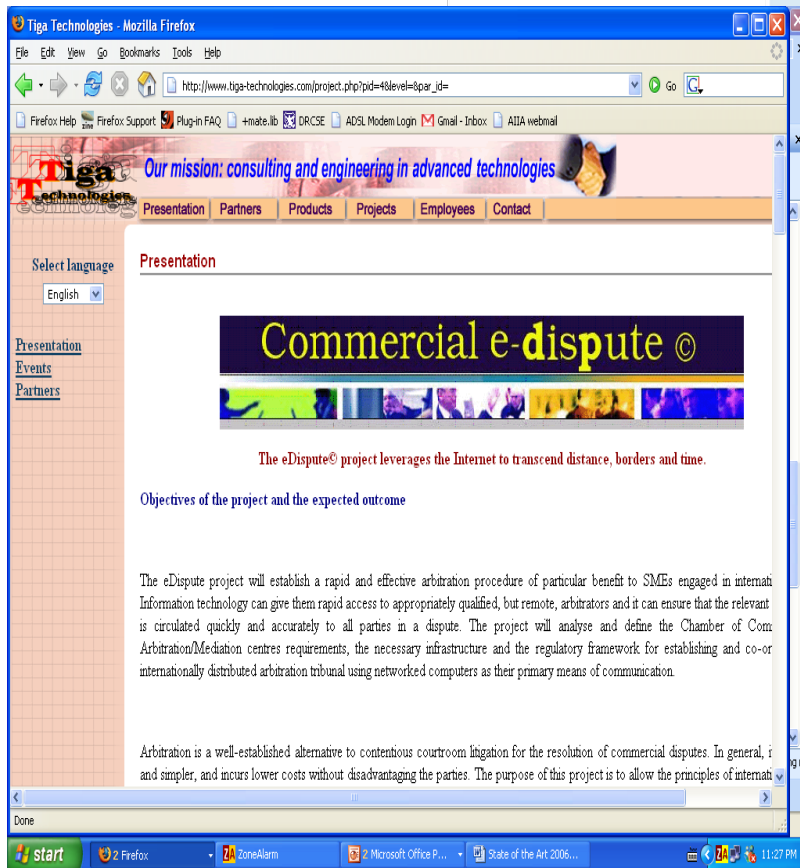 Tiga Technologies - Mozilla Firefox
File Edit View Go Bookmarks Tools Help
http://www.tiga-technologies.com/project.php?pid=4&level=&par_id=
Go
G
Firefox Help Firefox Support Plug-in FAQ +mate.lib DRCSE ADSL Modem Login Gmail - Inbox AIIA webmail
Tiga Technologies
Our mission: consulting and engineering in advanced technologies
Presentation Partners Products Projects Employees Contact
Select language
English
Presentation
Events
Partners
Presentation
Commercial e-dispute ©
The eDispute© project leverages the Internet to transcend distance, borders and time.
Objectives of the project and the expected outcome
The eDispute project will establish a rapid and effective arbitration procedure of particular benefit to SMEs engaged in internati
Information technology can give them rapid access to appropriately qualified, but remote, arbitrators and it can ensure that the relevant
is circulated quickly and accurately to all parties in a dispute. The project will analyse and define the Chamber of Com
Arbitration/Mediation centres requirements, the necessary infrastructure and the regulatory framework for establishing and co-or
internationally distributed arbitration tribunal using networked computers as their primary means of communication.
Arbitration is a well-established alternative to contentious courtroom litigation for the resolution of commercial disputes. In general, i
and simpler, and incurs lower costs without disadvantaging the parties. The purpose of this project is to allow the principles of internati
Done
start 2 Firefox ZoneAlarm 2 Microsoft Office P... State of the Art 2006... 11:27 PM